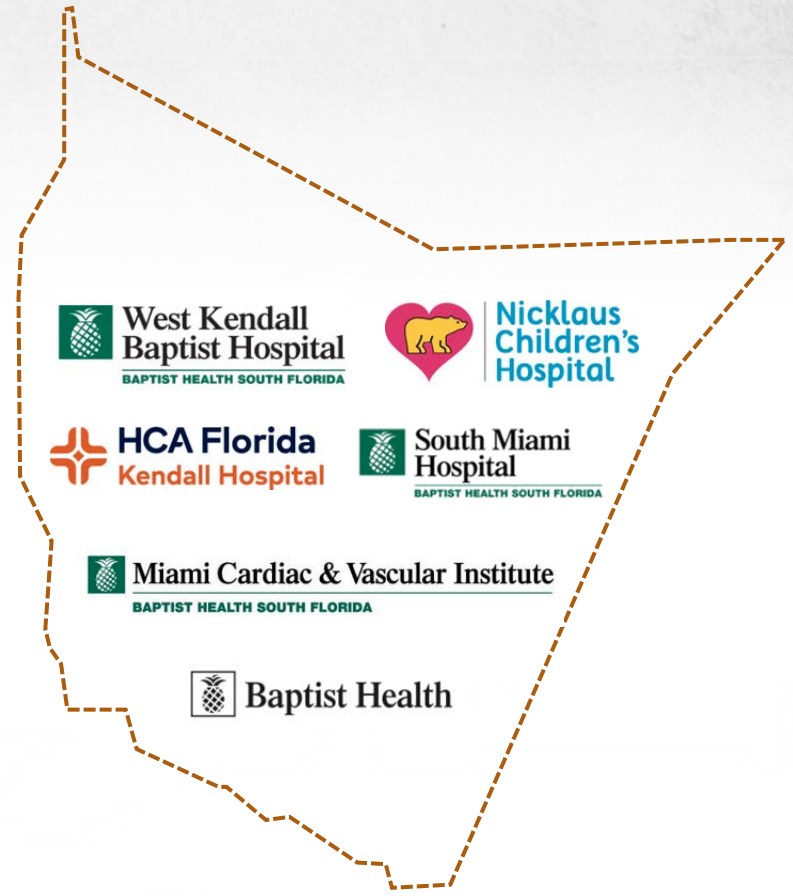 West Kendall
Baptist Hospital
BAPTIST HEALTH SOUTH FLORIDA
Nicklaus
Children's
Hospital
HCA Florida
Kendall Hospital
South Miami
Hospital
BAPTIST HEALTH SOUTH FLORIDA
Miami Cardiac & Vascular Institute
BAPTIST HEALTH SOUTH FLORIDA
Baptist Health